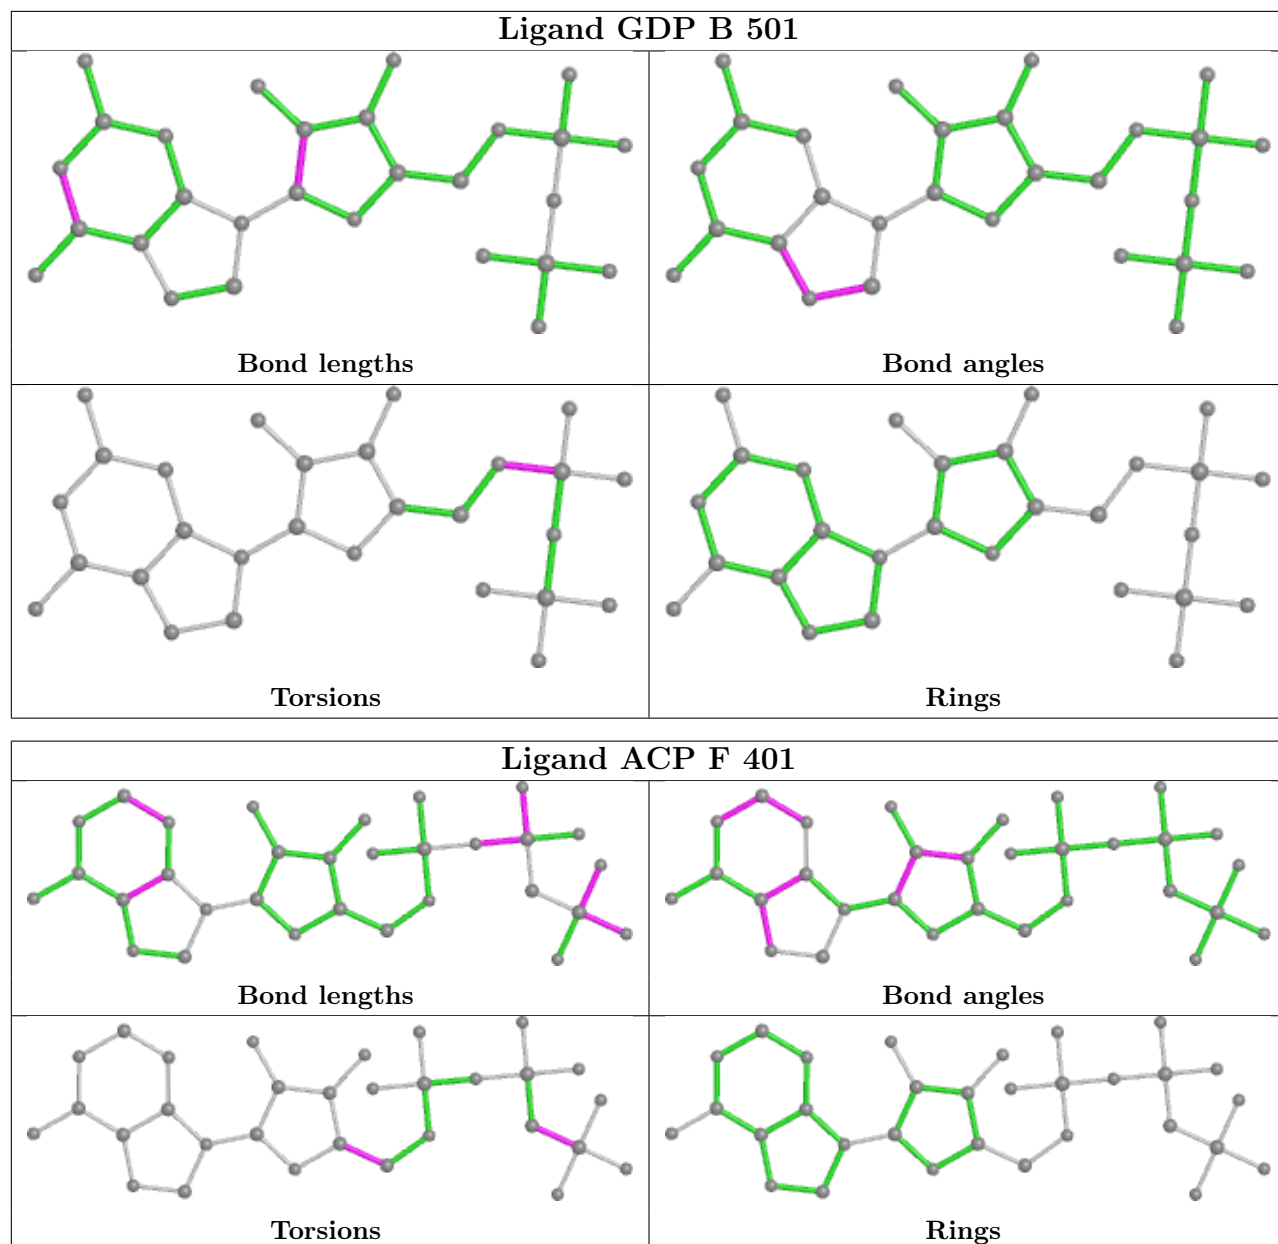 Ligand GDP B 501
Bond lengths
Bond angles
Torsions
Rings
Ligand ACP F 401
Bond lengths
Bond angles
Torsions
Rings